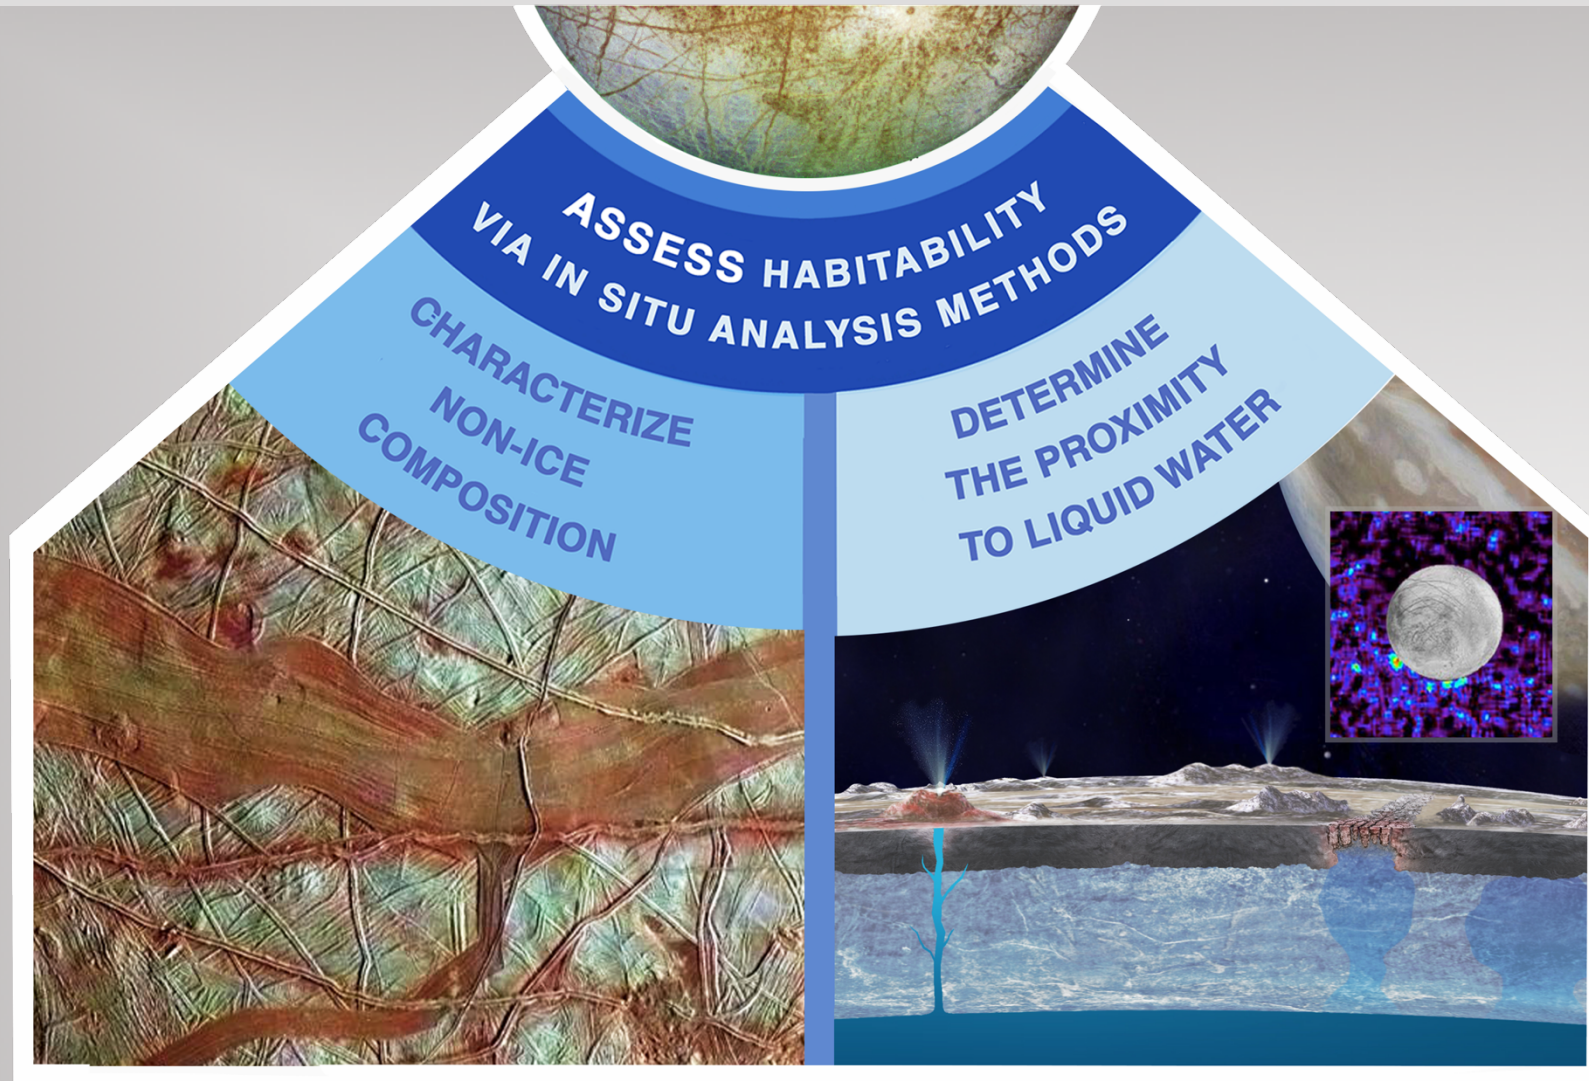 ASSESS HABITABILITY
VIA IN SITU ANALYSIS METHODS
CHARACTERIZE
NON-ICE
COMPOSITION
DETERMINE
THE PROXIMITY
TO LIQUID WATER